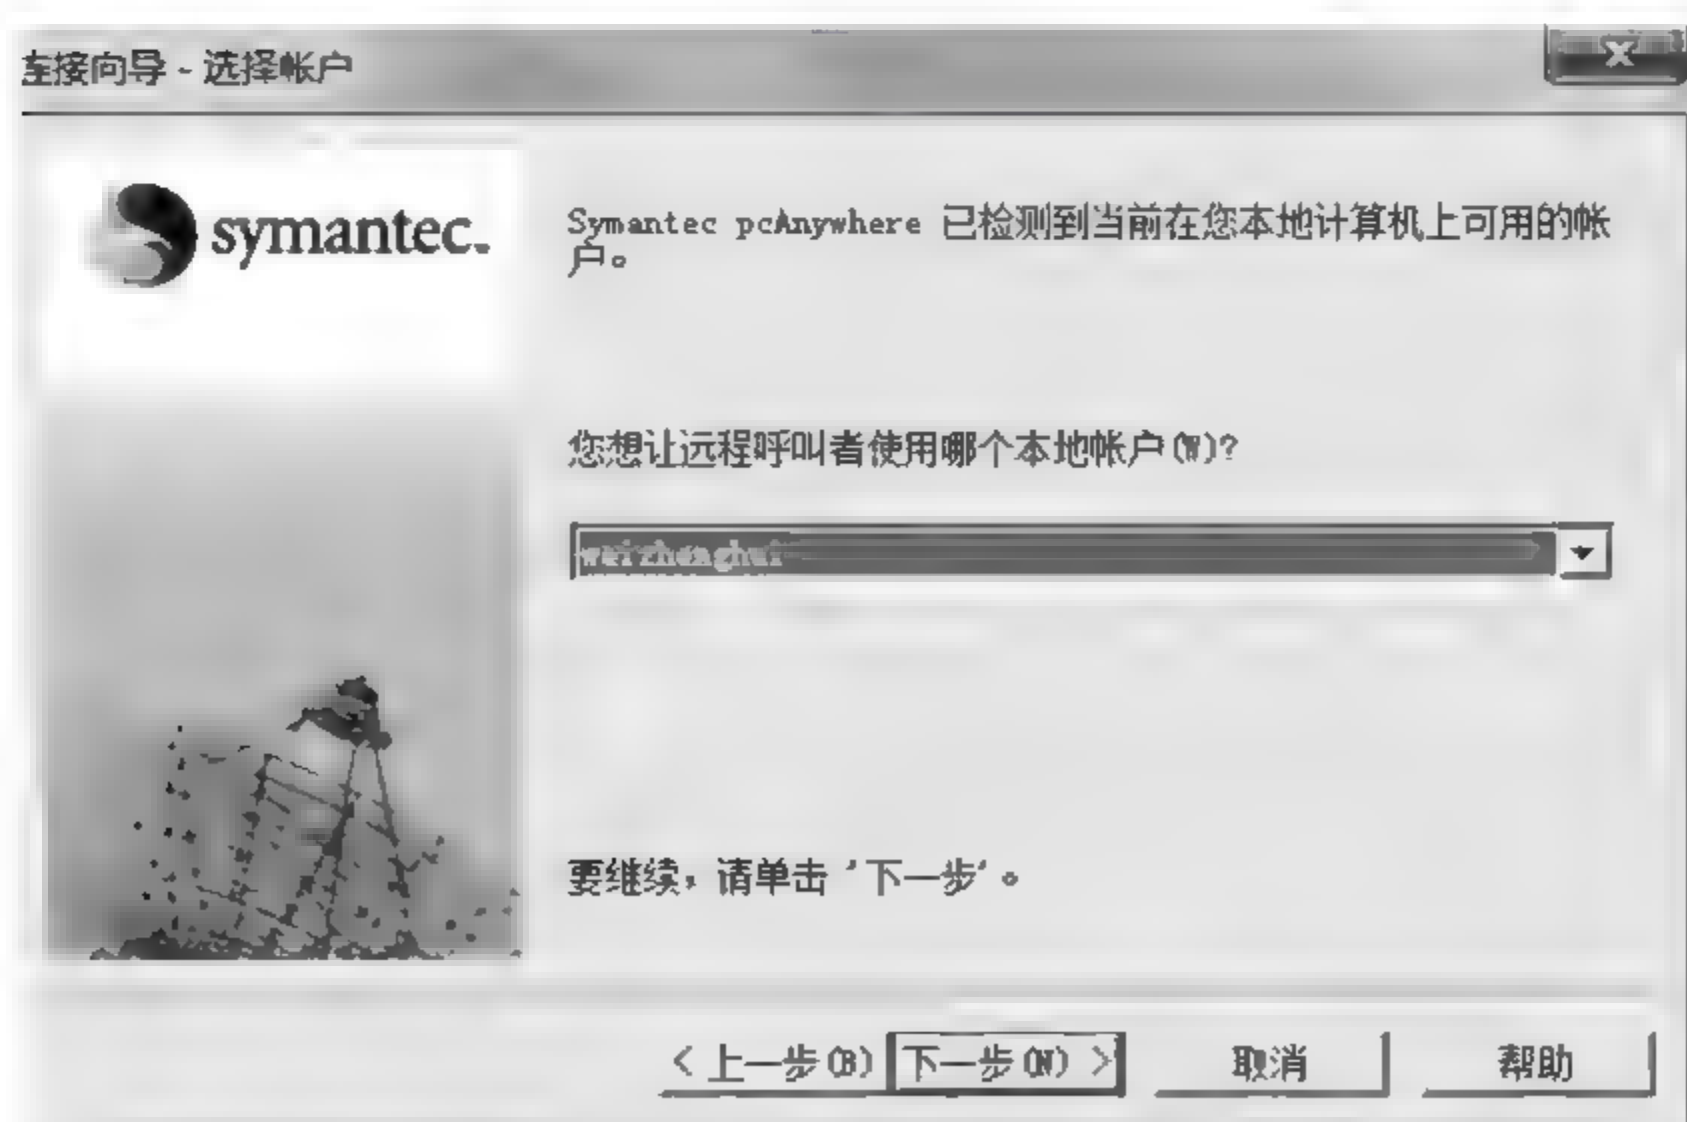 连接向导 - 选择帐户
symantec.
Symantec pcAnywhere 已检测到当前在您本地计算机上可用的帐
户。
您想让远程呼叫者使用哪个本地帐户(W)?
weizhenghui
要继续，请单击 '下一步' 。
< 上一步(B)
下一步(N) >
取消
帮助